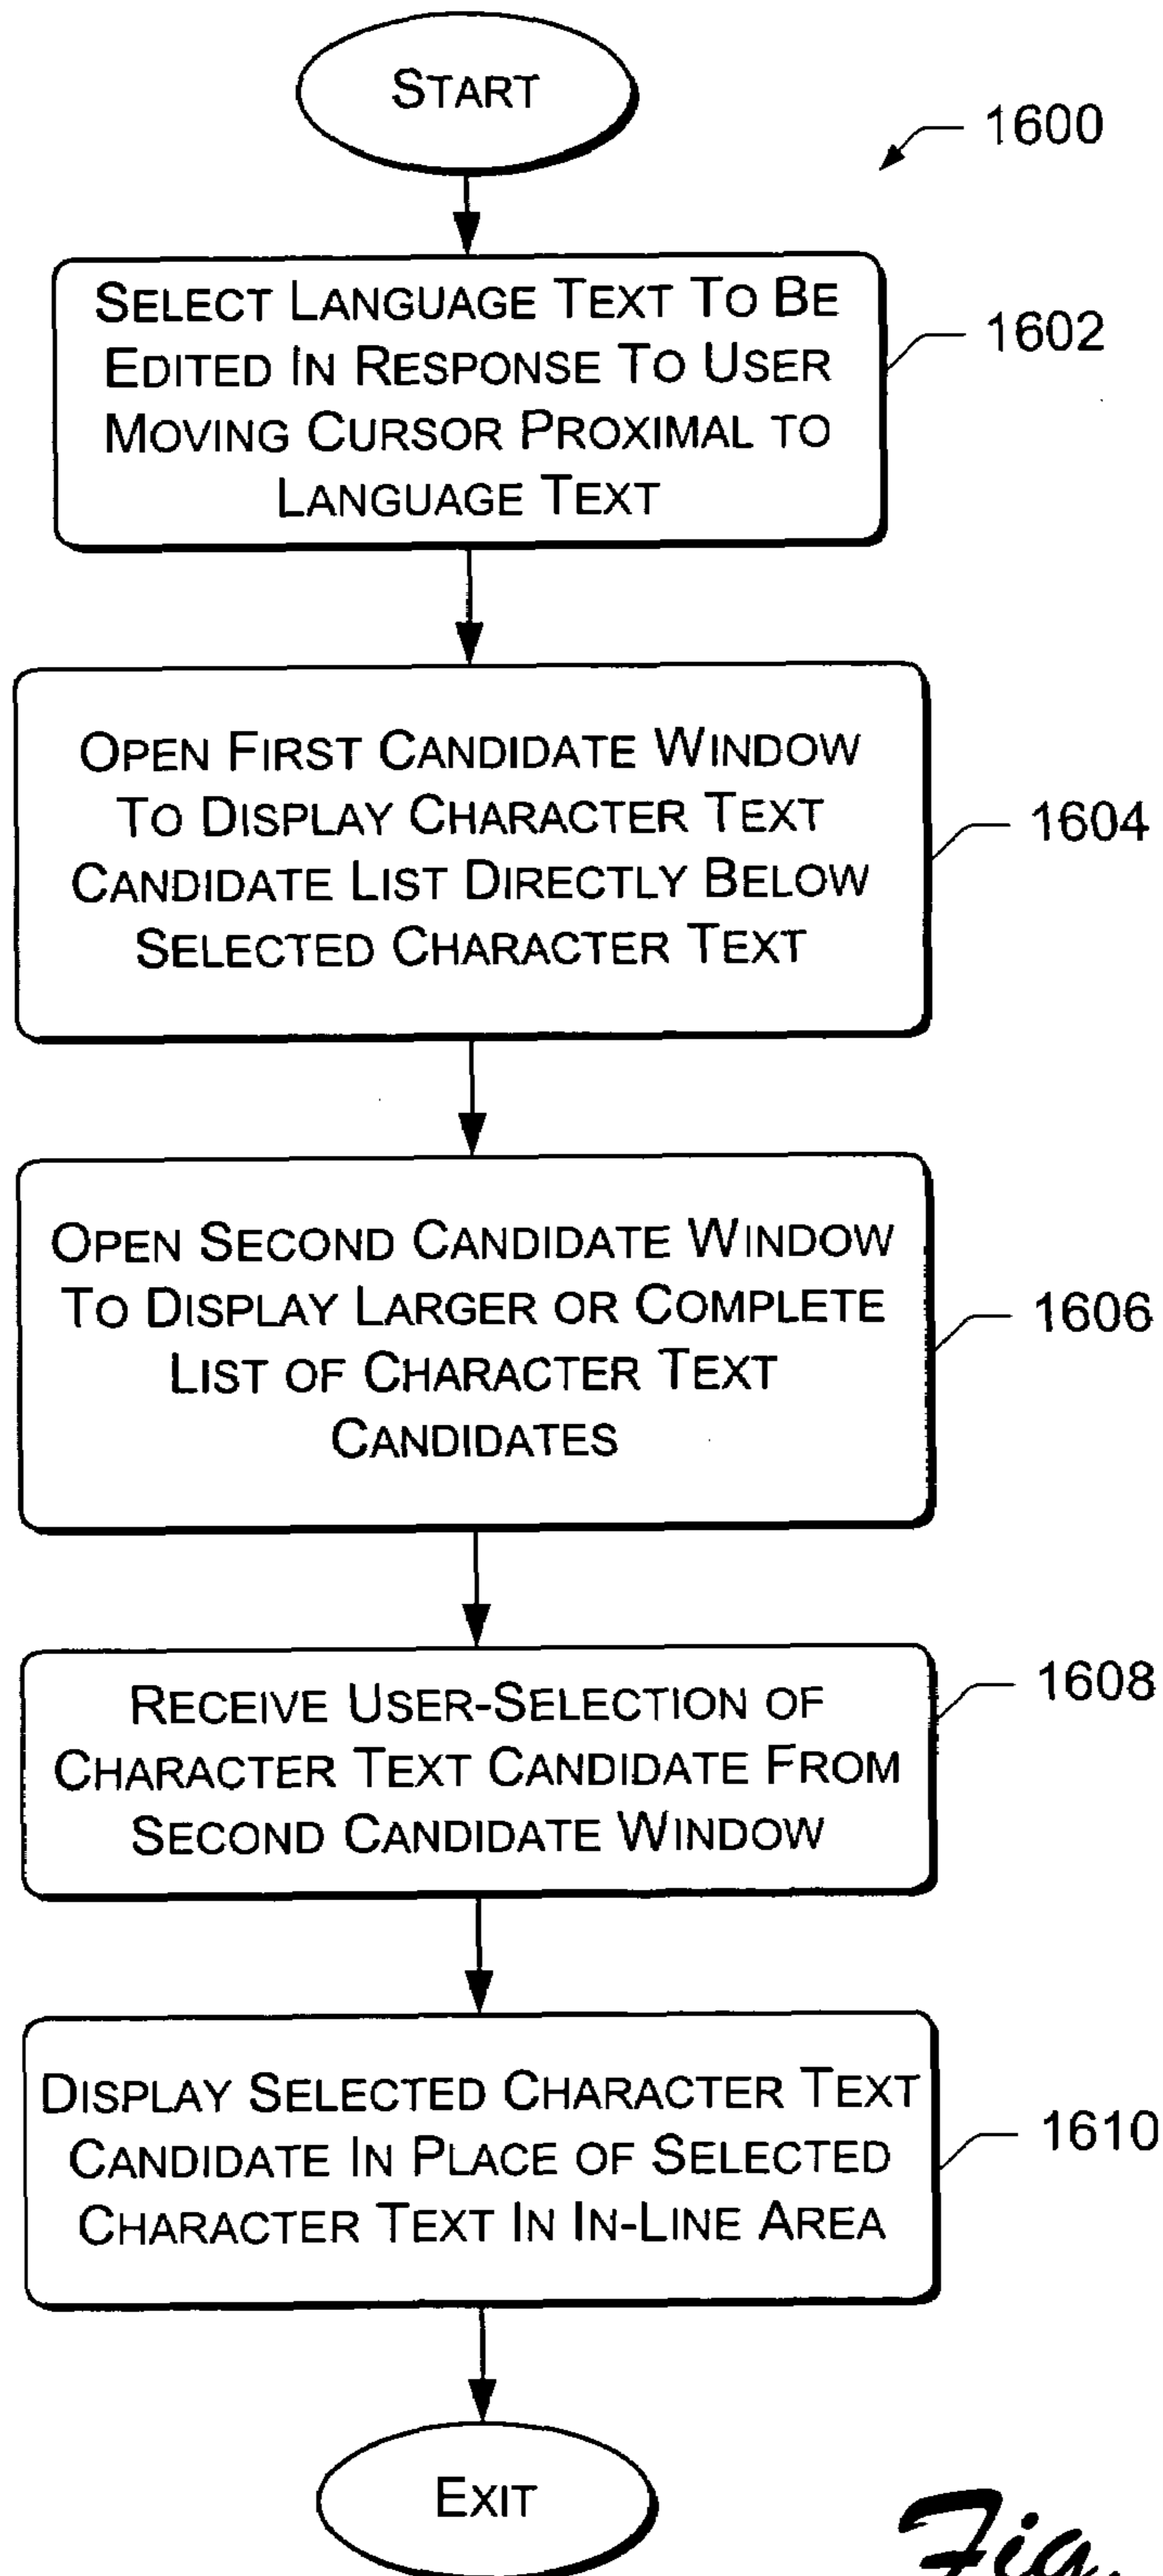 START
1600
SELECT LANGUAGE TEXT TO BE
EDITED IN RESPONSE TO USER
MOVING CURSOR PROXIMAL TO
LANGUAGE TEXT
1602
OPEN FIRST CANDIDATE WINDOW
TO DISPLAY CHARACTER TEXT
CANDIDATE LIST DIRECTLY BELOW
SELECTED CHARACTER TEXT
1604
OPEN SECOND CANDIDATE WINDOW
TO DISPLAY LARGER OR COMPLETE
LIST OF CHARACTER TEXT
CANDIDATES
1606
RECEIVE USER-SELECTION OF
CHARACTER TEXT CANDIDATE FROM
SECOND CANDIDATE WINDOW
1608
DISPLAY SELECTED CHARACTER TEXT
CANDIDATE IN PLACE OF SELECTED
CHARACTER TEXT IN IN-LINE AREA
1610
EXIT
Fig.